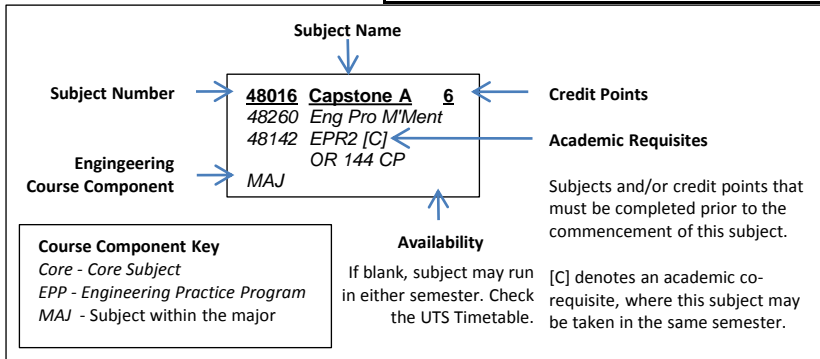 Subject Name
Subject Number
48016 Capstone A 6
48260 Eng Pro M'Ment
48142 EPR2 [C]
OR 144 CP
MAJ
Credit Points
Academic Requisites
Engingeering
Course Component
Subjects and/or credit points that
must be completed prior to the
commencement of this subject.
[C] denotes an academic co-
requisite, where this subject may
be taken in the same semester.
Availability
If blank, subject may run
in either semester. Check
the UTS Timetable.
Course Component Key
Core - Core Subject
EPP - Engineering Practice Program
MAJ - Subject within the major